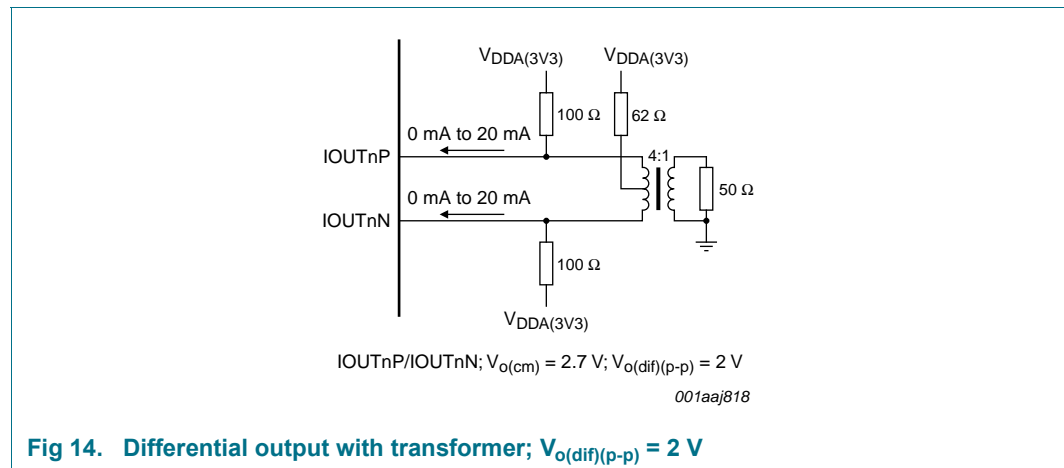 VDDA(3V3) VDDA(3V3)
100 Ω 62 Ω
0 mA to 20 mA
IOUTnP
4:1
50 Ω
0 mA to 20 mA
IOUTnN
100 Ω
VDDA(3V3)
IOUTnP/IOUTnN; Vo(cm) = 2.7 V; Vo(dif)(p-p) = 2 V
001aaj818
Fig 14. Differential output with transformer; Vo(dif)(p-p) = 2 V